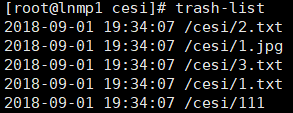 [root@lnmp1 cesi]# trash-list
2018-09-01 19:34:07 /cesi/2.txt
2018-09-01 19:34:07 /cesi/1.jpg
2018-09-01 19:34:07 /cesi/3.txt
2018-09-01 19:34:07 /cesi/1.txt
2018-09-01 19:34:07 /cesi/111